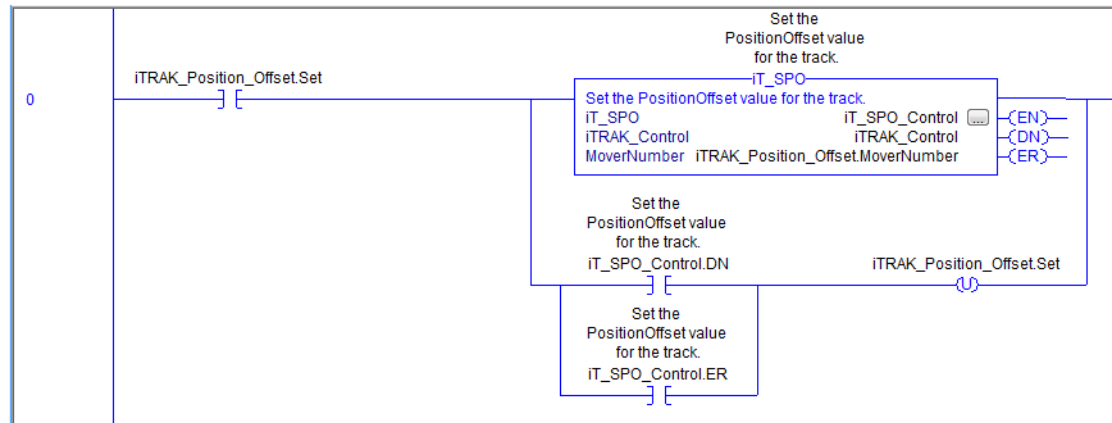 Set the
PositionOffset value
for the track.
iTRAK_Position_Offset.Set
iT_SPO
0
Set the PositionOffset value for the track.
iT_SPO iT_SPO_Control ... EN
iTRAK_Control iTRAK_Control DN
MoverNumber iTRAK_Position_Offset.MoverNumber ER
Set the
PositionOffset value
for the track.
iT_SPO_Control.DN iTRAK_Position_Offset.Set
U
Set the
PositionOffset value
for the track.
iT_SPO_Control.ER